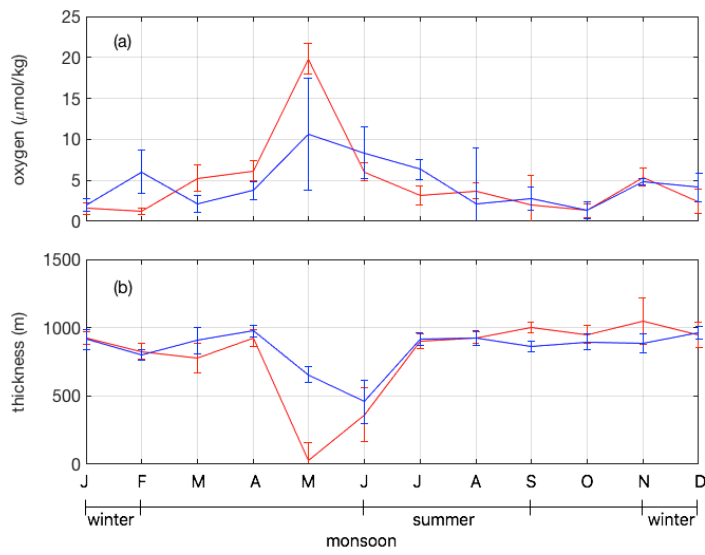 25
(a)
20
15
10
5
0
oxygen (μmol/kg)
1500
(b)
1000
500
0
thickness (m)
J F M A M J J A S O N D
winter summer winter
monsoon